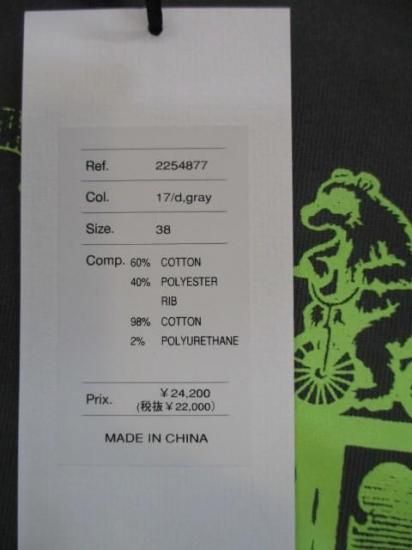 Ref. 2254877
Col. 17/d,gray
Size. 38
Comp. 60% COTTON
40% POLYESTER
RIB
98% COTTON
2% POLYURETHANE
Prix. ¥24,200
(税抜¥22,000)
MADE IN CHINA